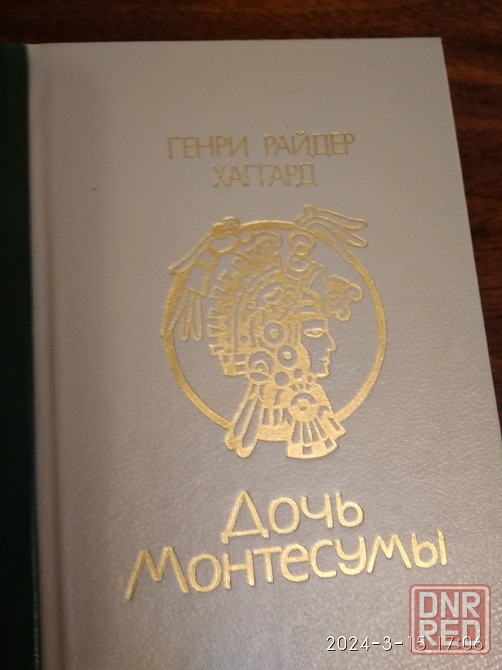 ГЕНРИ РАЙДЕР
ХАГГАРД
Дочь
Монтесумы
DNR
RED
2024-3-15 17:06